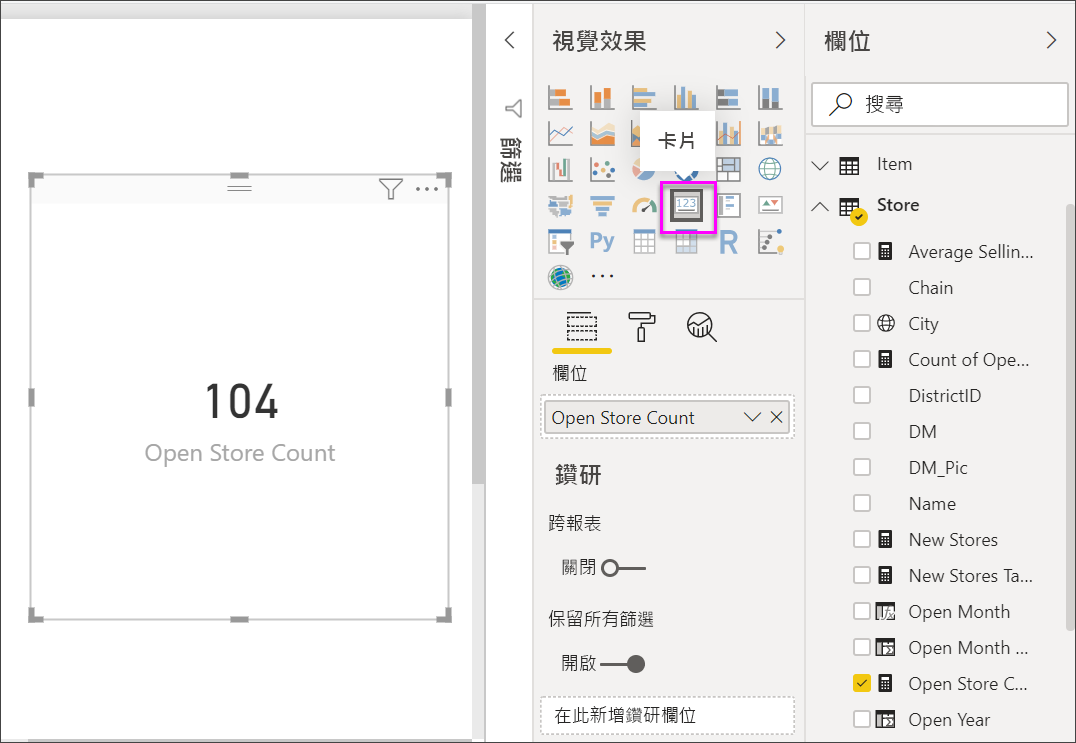 104
Open Store Count
篩選
視覺效果
卡片
123
Py
R
欄位
Open Store Count
鑽研
跨報表
關閉
保留所有篩選
開啟
在此新增鑽研欄位
欄位
搜尋
Item
Store
Average Sellin...
Chain
City
Count of Ope...
DistrictID
DM
DM_Pic
Name
New Stores
New Stores Ta...
Open Month
Open Month ...
Open Store C...
Open Year